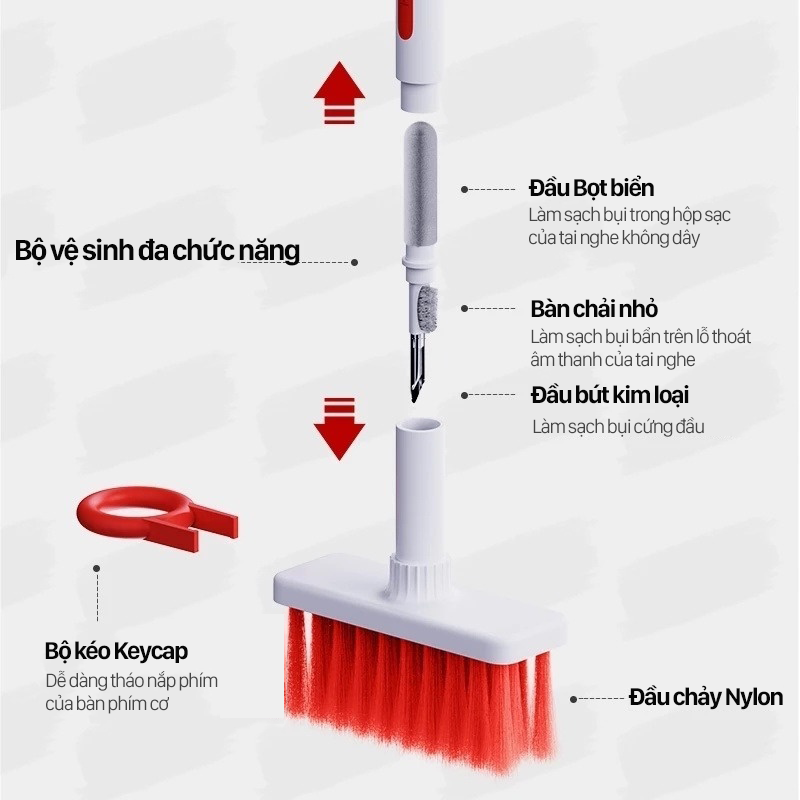 Đầu Bọt biển
Làm sạch bụi trong hộp sạc
của tai nghe không dây
Bộ vệ sinh đa chức năng
Bàn chải nhỏ
Làm sạch bụi bẩn trên lỗ thoát
âm thanh của tai nghe
Đầu bút kim loại
Làm sạch bụi cứng đầu
Bộ kéo Keycap
Dễ dàng tháo nắp phím
của bàn phím cơ
Đầu chảy Nylon